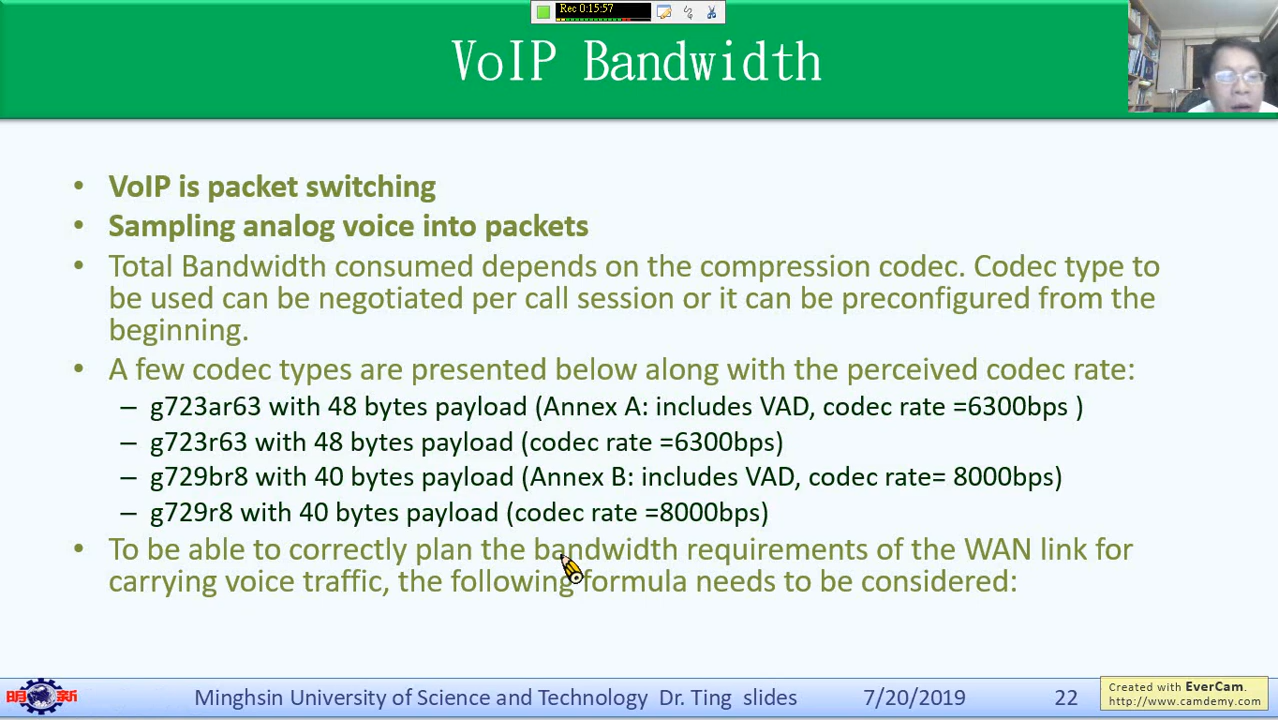 Rec 0:15:57
VoIP Bandwidth
• VoIP is packet switching
• Sampling analog voice into packets
• Total Bandwidth consumed depends on the compression codec. Codec type to
be used can be negotiated per call session or it can be preconfigured from the
beginning.
• A few codec types are presented below along with the perceived codec rate:
– g723ar63 with 48 bytes payload (Annex A: includes VAD, codec rate =6300bps )
– g723r63 with 48 bytes payload (codec rate =6300bps)
– g729br8 with 40 bytes payload (Annex B: includes VAD, codec rate= 8000bps)
– g729r8 with 40 bytes payload (codec rate =8000bps)
• To be able to correctly plan the bandwidth requirements of the WAN link for
carrying voice traffic, the following formula needs to be considered:
明 新
Minghsin University of Science and Technology Dr. Ting slides 7/20/2019 22
Created with EverCam.
http://www.camdemy.com